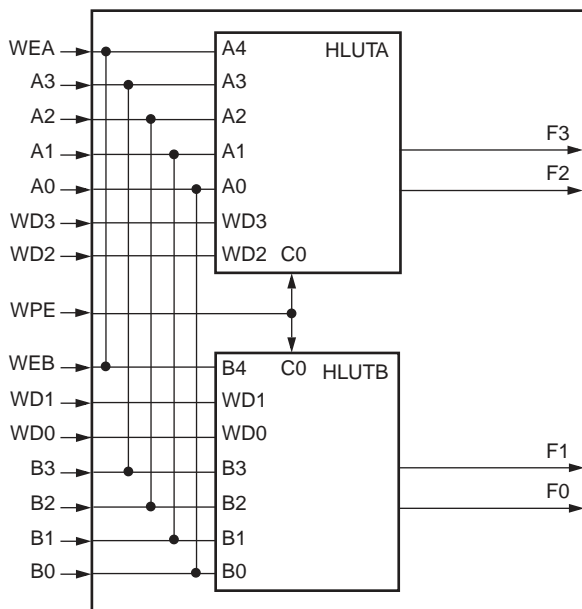 WEA A4 HLUTA
A3 A3
A2 A2
A1 A1 F3
A0 A0 F2
WD3 WD3
WD2 WD2 C0
WPE
WEB B4 C0 HLUTB
WD1 WD1
WD0 WD0
B3 B3 F1
B2 B2 F0
B1 B1
B0 B0